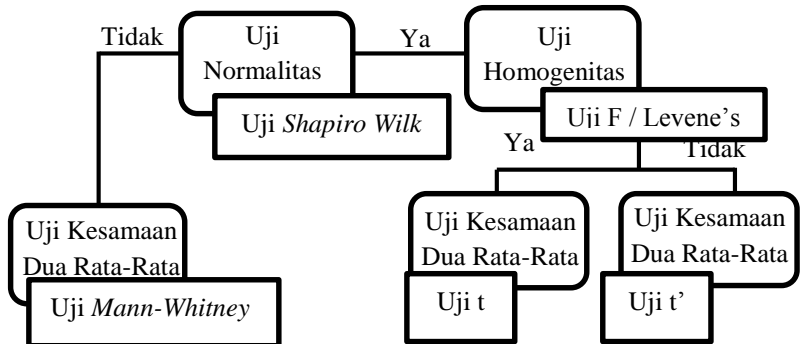 Tidak
Uji
Normalitas
Ya
Uji
Homogenitas
Uji Shapiro Wilk
Uji F / Levene's
Ya
Tidak
Uji Kesamaan
Dua Rata-Rata
Uji Mann-Whitney
Uji Kesamaan
Dua Rata-Rata
Uji t
Uji Kesamaan
Dua Rata-Rata
Uji t’